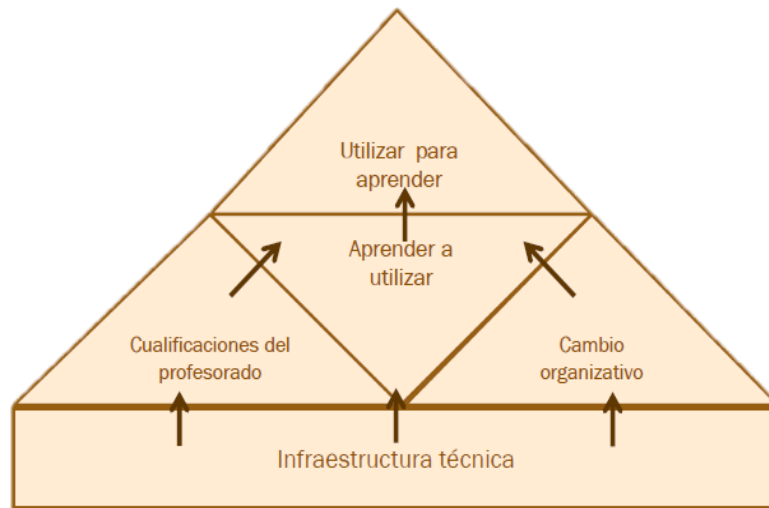 Utilizar para
aprender
Aprender a
utilizar
Cualificaciones del
profesorado
Cambio
organizativo
Infraestructura técnica